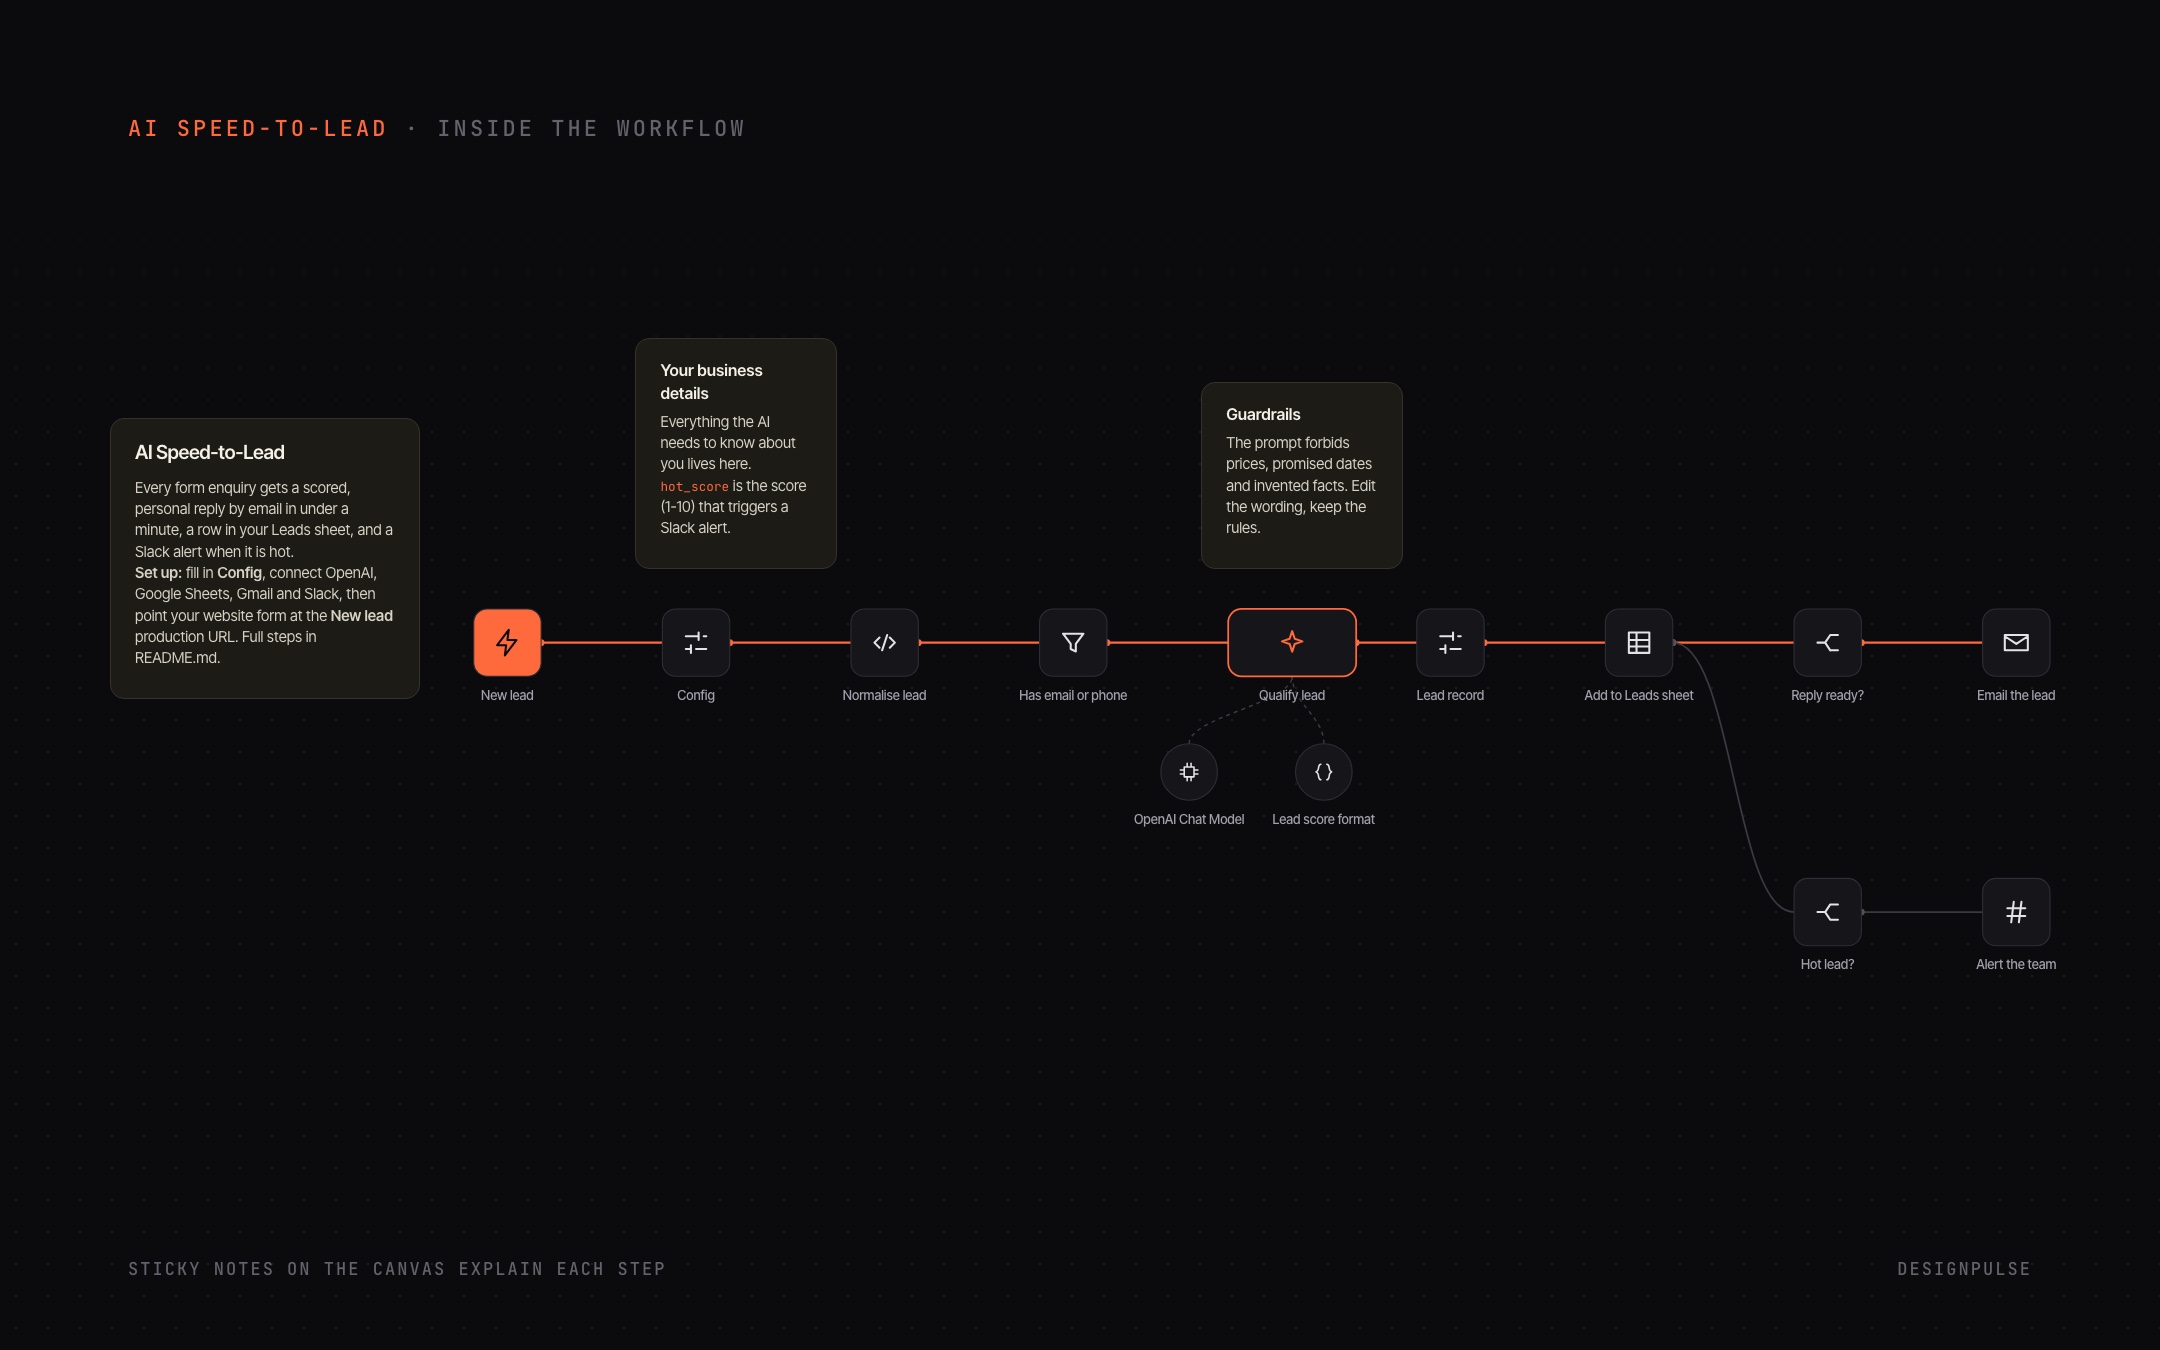 AI SPEED-TO-LEAD · INSIDE THE WORKFLOW
AI Speed-to-Lead
Every form enquiry gets a scored,
personal reply by email in under a
minute, a row in your Leads sheet, and a
Slack alert when it is hot.
Set up: fill in Config, connect OpenAI,
Google Sheets, Gmail and Slack, then
point your website form at the New lead
production URL. Full steps in
README.md.
Your business
details
Everything the AI
needs to know about
you lives here.
hot_score is the score
(1-10) that triggers a
Slack alert.
Guardrails
The prompt forbids
prices, promised dates
and invented facts. Edit
the wording, keep the
rules.
New lead
Config
Normalise lead
Has email or phone
Qualify lead
Lead record
Add to Leads sheet
Reply ready?
Email the lead
OpenAI Chat Model
Lead score format
Hot lead?
Alert the team
STICKY NOTES ON THE CANVAS EXPLAIN EACH STEP
DESIGNPULSE